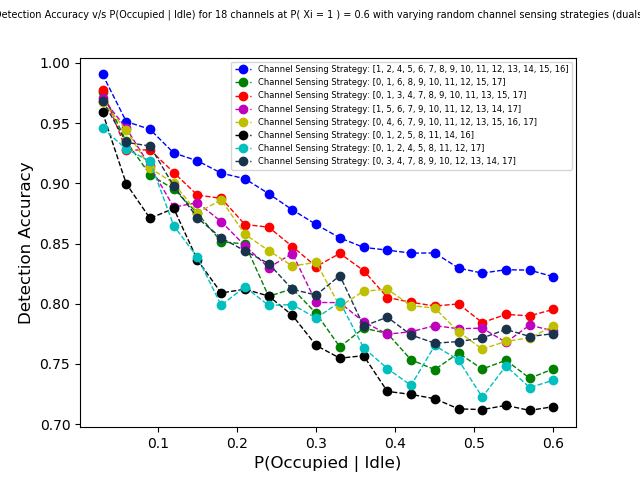 Detection Accuracy v/s P(Occupied | Idle) for 18 channels at P( Xi = 1 ) = 0.6 with varying random channel sensing strategies (duals
Channel Sensing Strategy: [1, 2, 4, 5, 6, 7, 8, 9, 10, 11, 12, 13, 14, 15, 16]
Channel Sensing Strategy: [0, 1, 6, 8, 9, 10, 11, 12, 15, 17]
Channel Sensing Strategy: [0, 1, 3, 4, 7, 8, 9, 10, 11, 13, 15, 17]
Channel Sensing Strategy: [1, 5, 6, 7, 9, 10, 11, 12, 13, 14, 17]
Channel Sensing Strategy: [0, 4, 6, 7, 9, 10, 11, 12, 13, 15, 16, 17]
Channel Sensing Strategy: [0, 1, 2, 5, 8, 11, 14, 16]
Channel Sensing Strategy: [0, 1, 2, 4, 5, 8, 11, 12, 17]
Channel Sensing Strategy: [0, 3, 4, 7, 8, 9, 10, 12, 13, 14, 17]
Detection Accuracy
1.00
0.95
0.90
0.85
0.80
0.75
0.70
0.1 0.2 0.3 0.4 0.5 0.6
P(Occupied | Idle)